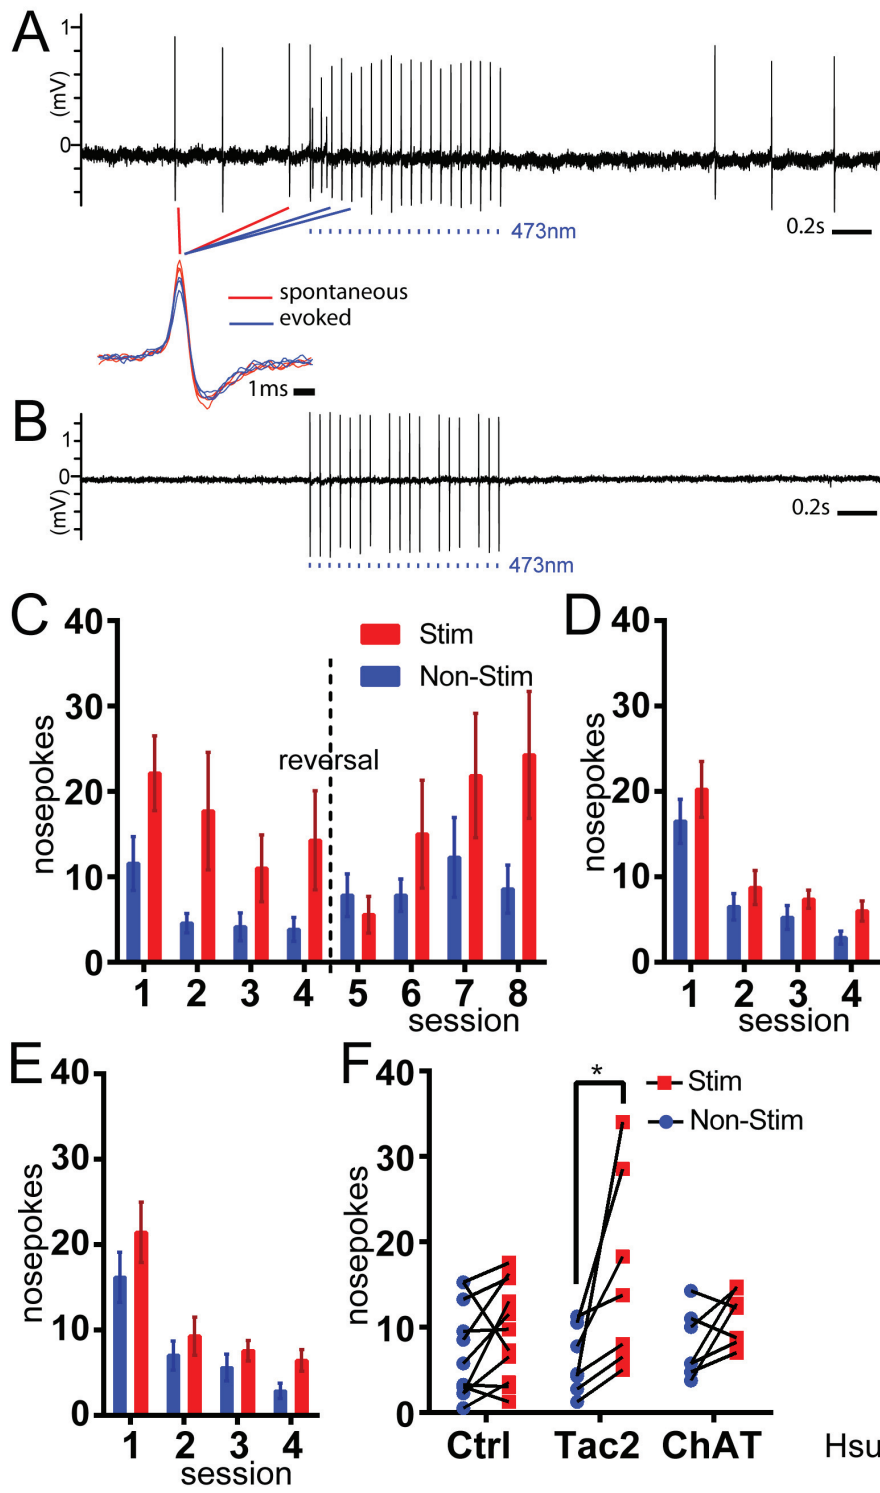 A
1
0
(mV)
473nm
0.2s
spontaneous
evoked
1ms
B
1
0
(mV)
0.2s
473nm
C
40
30
20
10
0
nosepokes
Stim
Non-Stim
reversal
1 2 3 4 5 6 7 8
session
D
40
30
20
10
0
nosepokes
1 2 3 4
session
E
40
30
20
10
0
nosepokes
1 2 3 4
session
F
40
30
20
10
0
nosepokes
*
Stim
Non-Stim
Ctrl Tac2 ChAT
Hsu